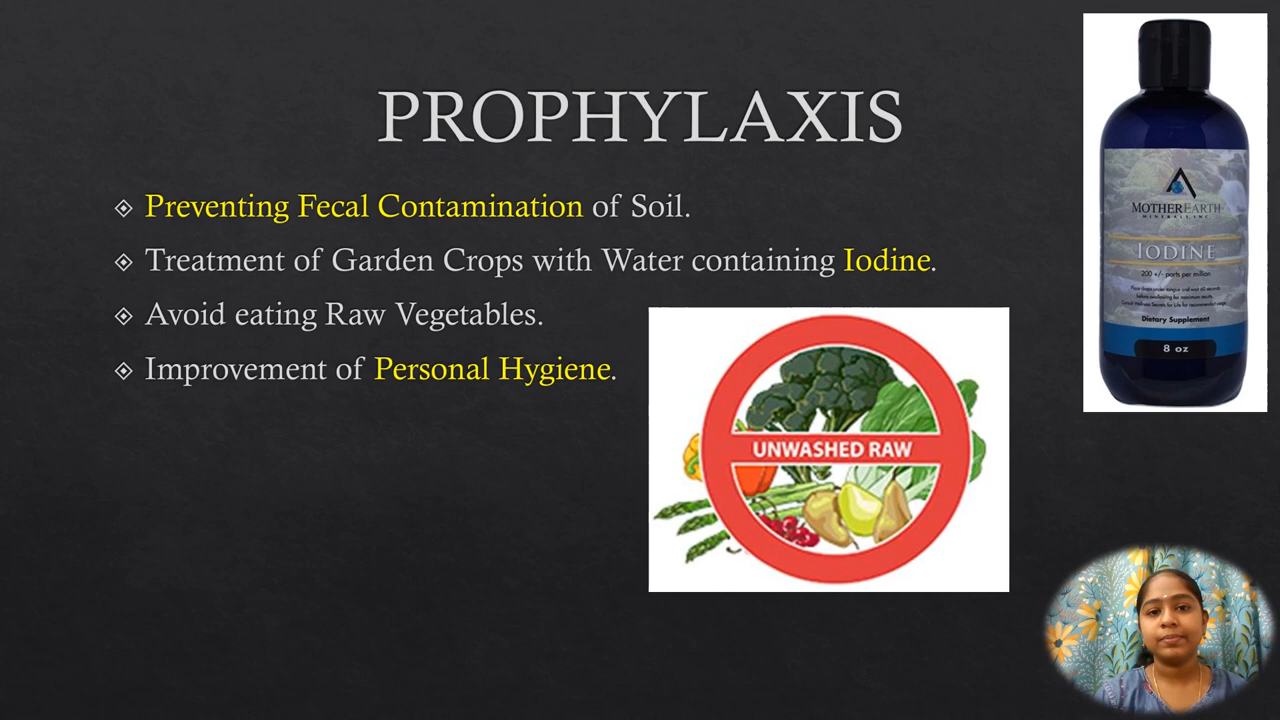 PROPHYLAXIS
Preventing Fecal Contamination of Soil.
Treatment of Garden Crops with Water containing Iodine.
Avoid eating Raw Vegetables.
Improvement of Personal Hygiene.
UNWASHED RAW
MOTHEREARTH
MINERALS, INC.
IODINE
200 +/- parts per million
Dietary Supplement
8 oz